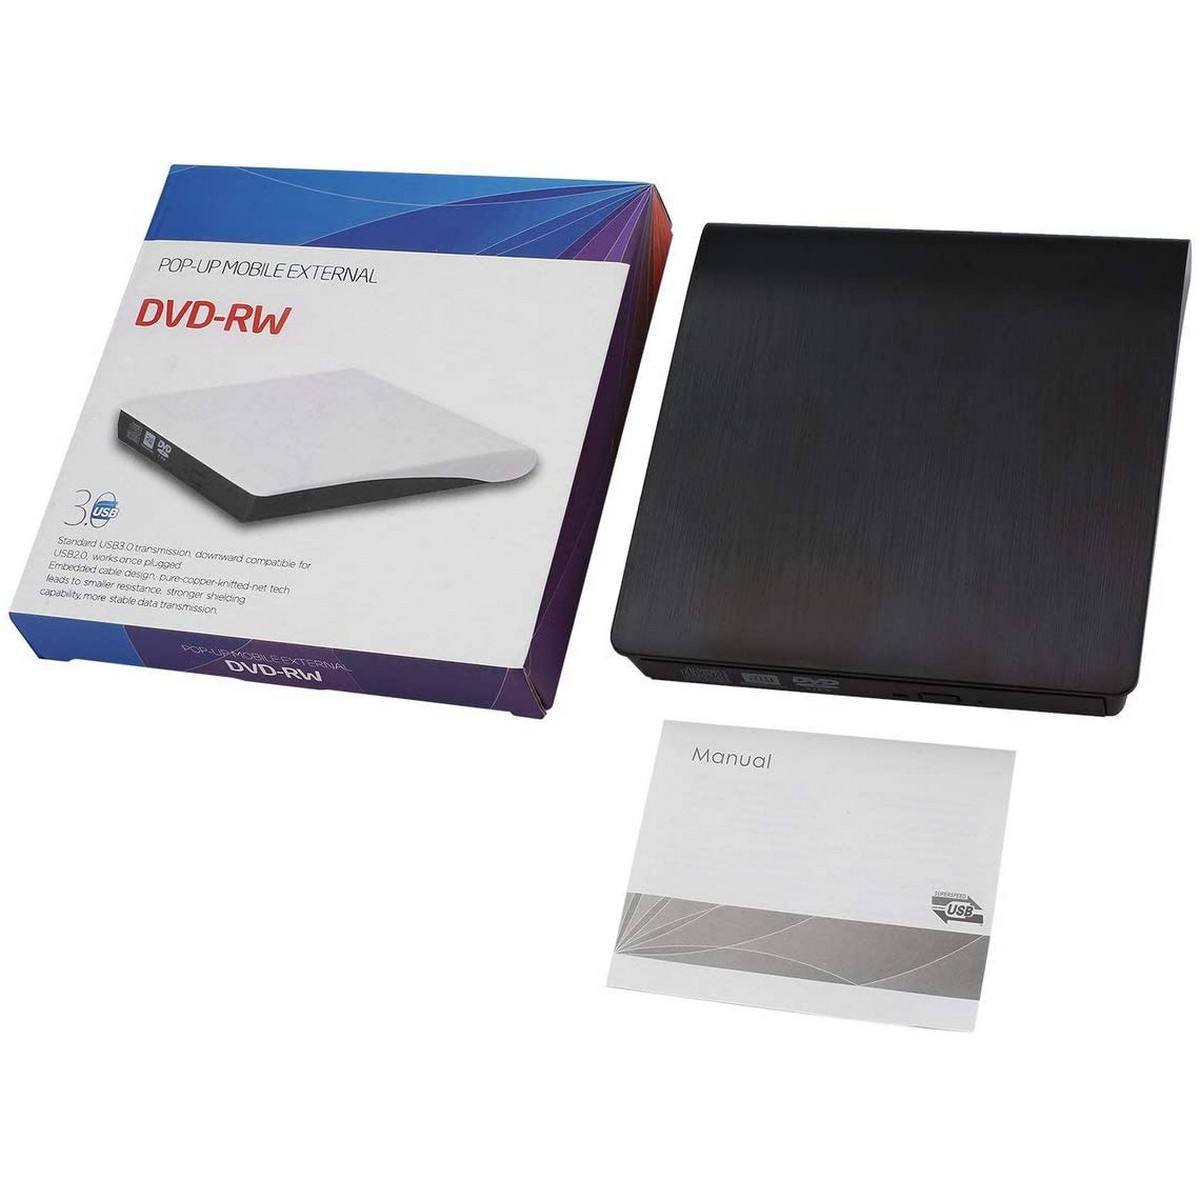 POP-UP MOBILE EXTERNAL
DVD-RW
DVD
3.0
USB
Standard USB3.0 transmission, downward compatible for
USB2.0, works once plugged.
Embedded cable design, pure-copper-knitted-net tech
leads to smaller resistance, stronger shielding
capability, more stable data transmission.
POP-UP MOBILE EXTERNAL
DVD-RW
DVD
Manual
SUPERSPEED
USB